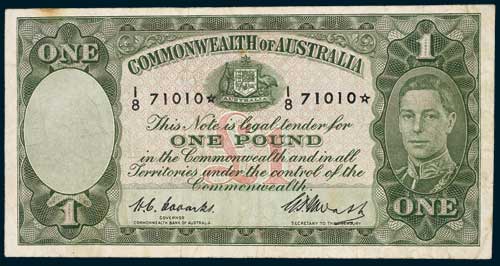 COMMONWEALTH OF AUSTRALIA
ONE 1
AUSTRALIA
I/8 71010☆ I/8 71010☆
This Note is legal tender for
ONE POUND
in the Commonwealth and in all
Territories under the control of the
Commonwealth.
GOVERNOR SECRETARY TO THE TREASURY
COMMONWEALTH BANK OF AUSTRALIA
1 ONE